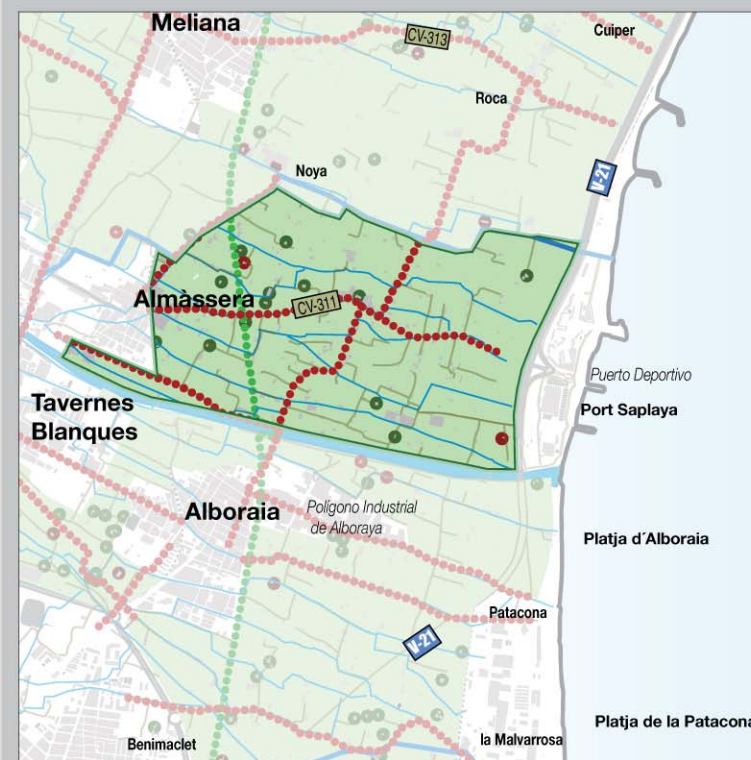 Meliana
CV-313
Cuiper
Roca
Noya
V-21
Almàssera
CV-311
Puerto Deportivo
Port Saplaya
Tavernes
Blanques
Alboraia
Polígono Industrial
de Alboraya
Platja d´Alboraia
Patacona
V-21
Platja de la Patacona
Benimaclet
la Malvarrosa